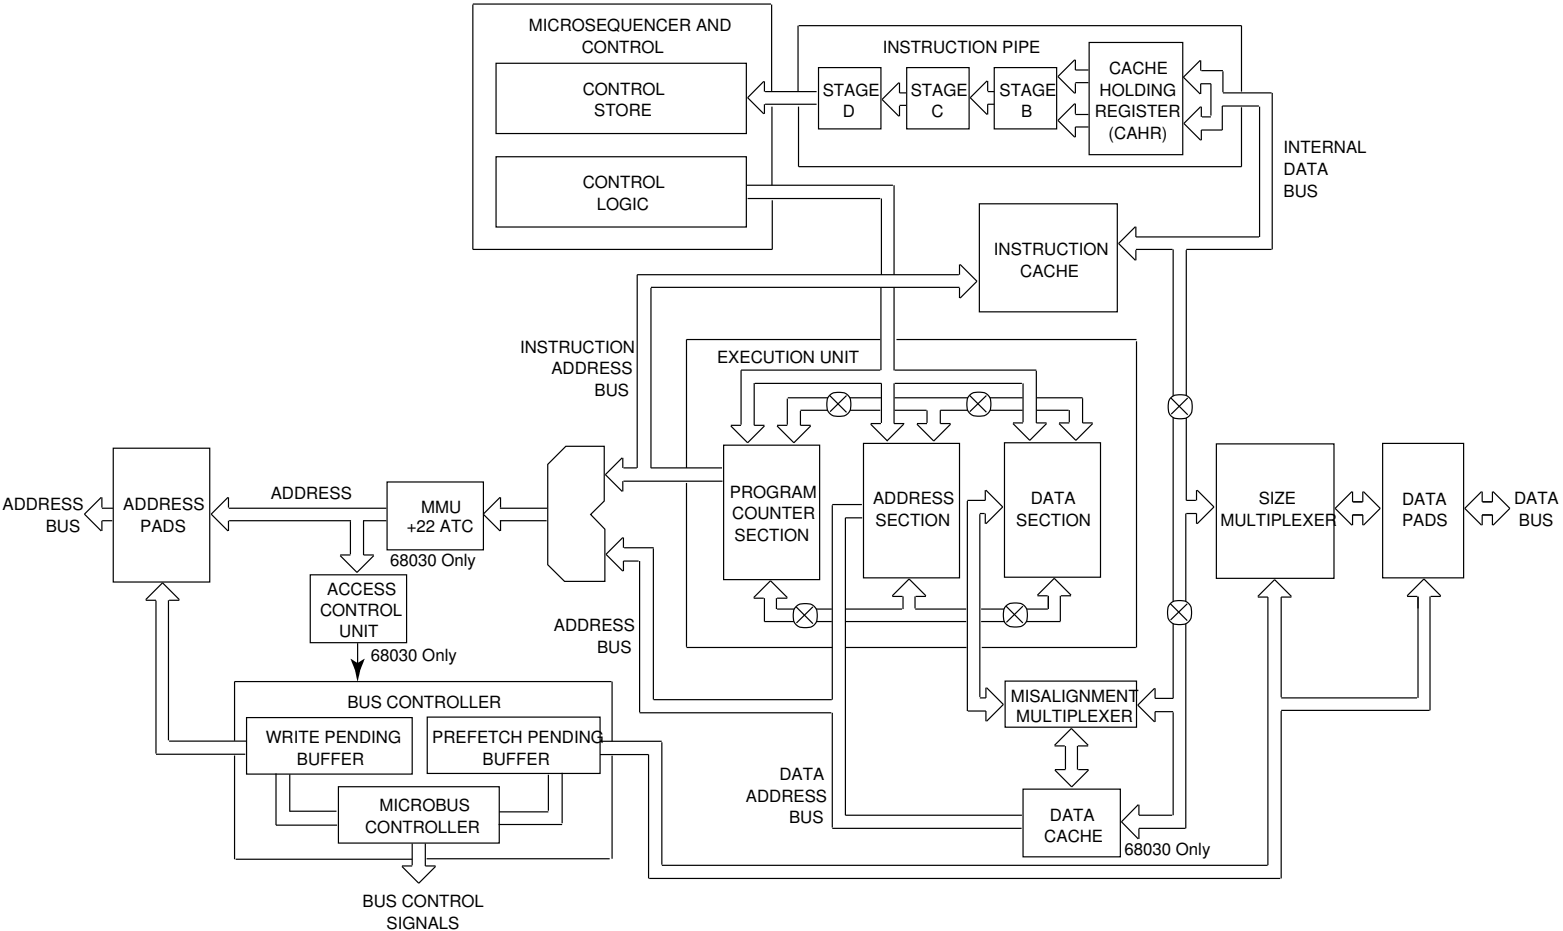 MICROSEQUENCER AND
CONTROL
CONTROL
STORE
CONTROL
LOGIC
INSTRUCTION PIPE
STAGE
D
STAGE
C
STAGE
B
CACHE
HOLDING
REGISTER
(CAHR)
INTERNAL
DATA
BUS
INSTRUCTION
CACHE
INSTRUCTION
ADDRESS
BUS
EXECUTION UNIT
PROGRAM
COUNTER
SECTION
ADDRESS
SECTION
DATA
SECTION
SIZE
MULTIPLEXER
DATA
PADS
DATA
BUS
ADDRESS
BUS
ADDRESS
PADS
ADDRESS
MMU
+22 ATC
68030 Only
ACCESS
CONTROL
UNIT
68030 Only
ADDRESS
BUS
BUS CONTROLLER
WRITE PENDING
BUFFER
PREFETCH PENDING
BUFFER
MICROBUS
CONTROLLER
BUS CONTROL
SIGNALS
MISALIGNMENT
MULTIPLEXER
DATA
ADDRESS
BUS
DATA
CACHE
68030 Only